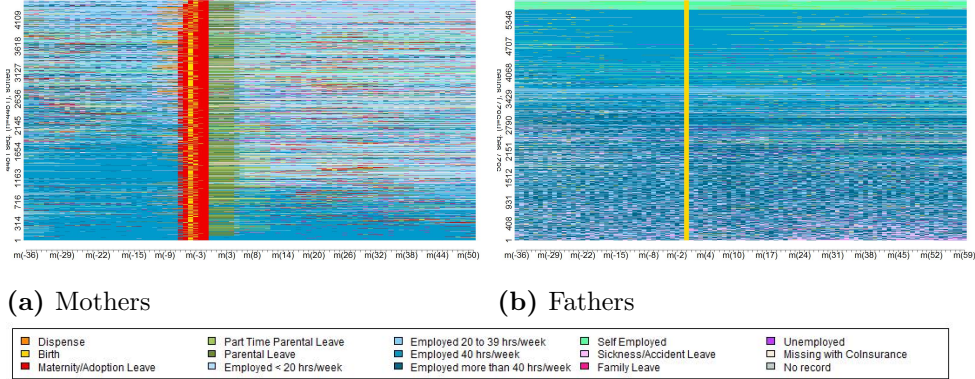 4109
3618
3127
2636
2145
1654
1163
716
314
1
m(-36) m(-29) m(-22) m(-15) m(-9) m(-3) m(3) m(8) m(14) m(20) m(26) m(32) m(38) m(44) m(50)
5346
4707
4068
3429
2790
2151
1512
931
408
1
m(-36) m(-29) m(-22) m(-15) m(-8) m(-2) m(4) m(10) m(17) m(24) m(31) m(38) m(45) m(52) m(59)
(a) Mothers
(b) Fathers
Dispense Part Time Parental Leave Employed 20 to 39 hrs/week Self Employed Unemployed
Birth Parental Leave Employed 40 hrs/week Sickness/Accident Leave Missing with CoInsurance
Maternity/Adoption Leave Employed < 20 hrs/week Employed more than 40 hrs/week Family Leave No record